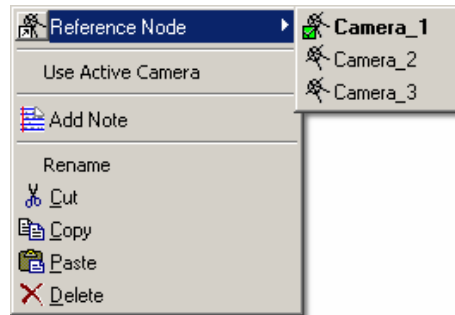 Reference Node
Use Active Camera
Add Note
Rename
Cut
Copy
Paste
Delete
Camera_1
Camera_2
Camera_3